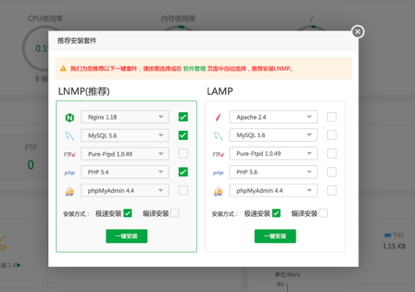 CPU使用率
内存使用率
/
推荐安装套件
我们为您推荐以下一键套件，请按需选择或在 软件管理 页面中自动选择，推荐安装LNMP。
LNMP(推荐)
LAMP
Nginx 1.18
Apache 2.4
MySQL 5.6
MySQL 5.6
FTP
Pure-Ftpd 1.0.49
FTP
Pure-Ftpd 1.0.49
php
PHP 5.4
php
PHP 5.6
phpMyAdmin 4.4
phpMyAdmin 4.4
安装方式： 极速安装 编译安装
安装方式： 极速安装 编译安装
一键安装
一键安装
FTP
0
下行
1.15 KB
单位:Kb/s